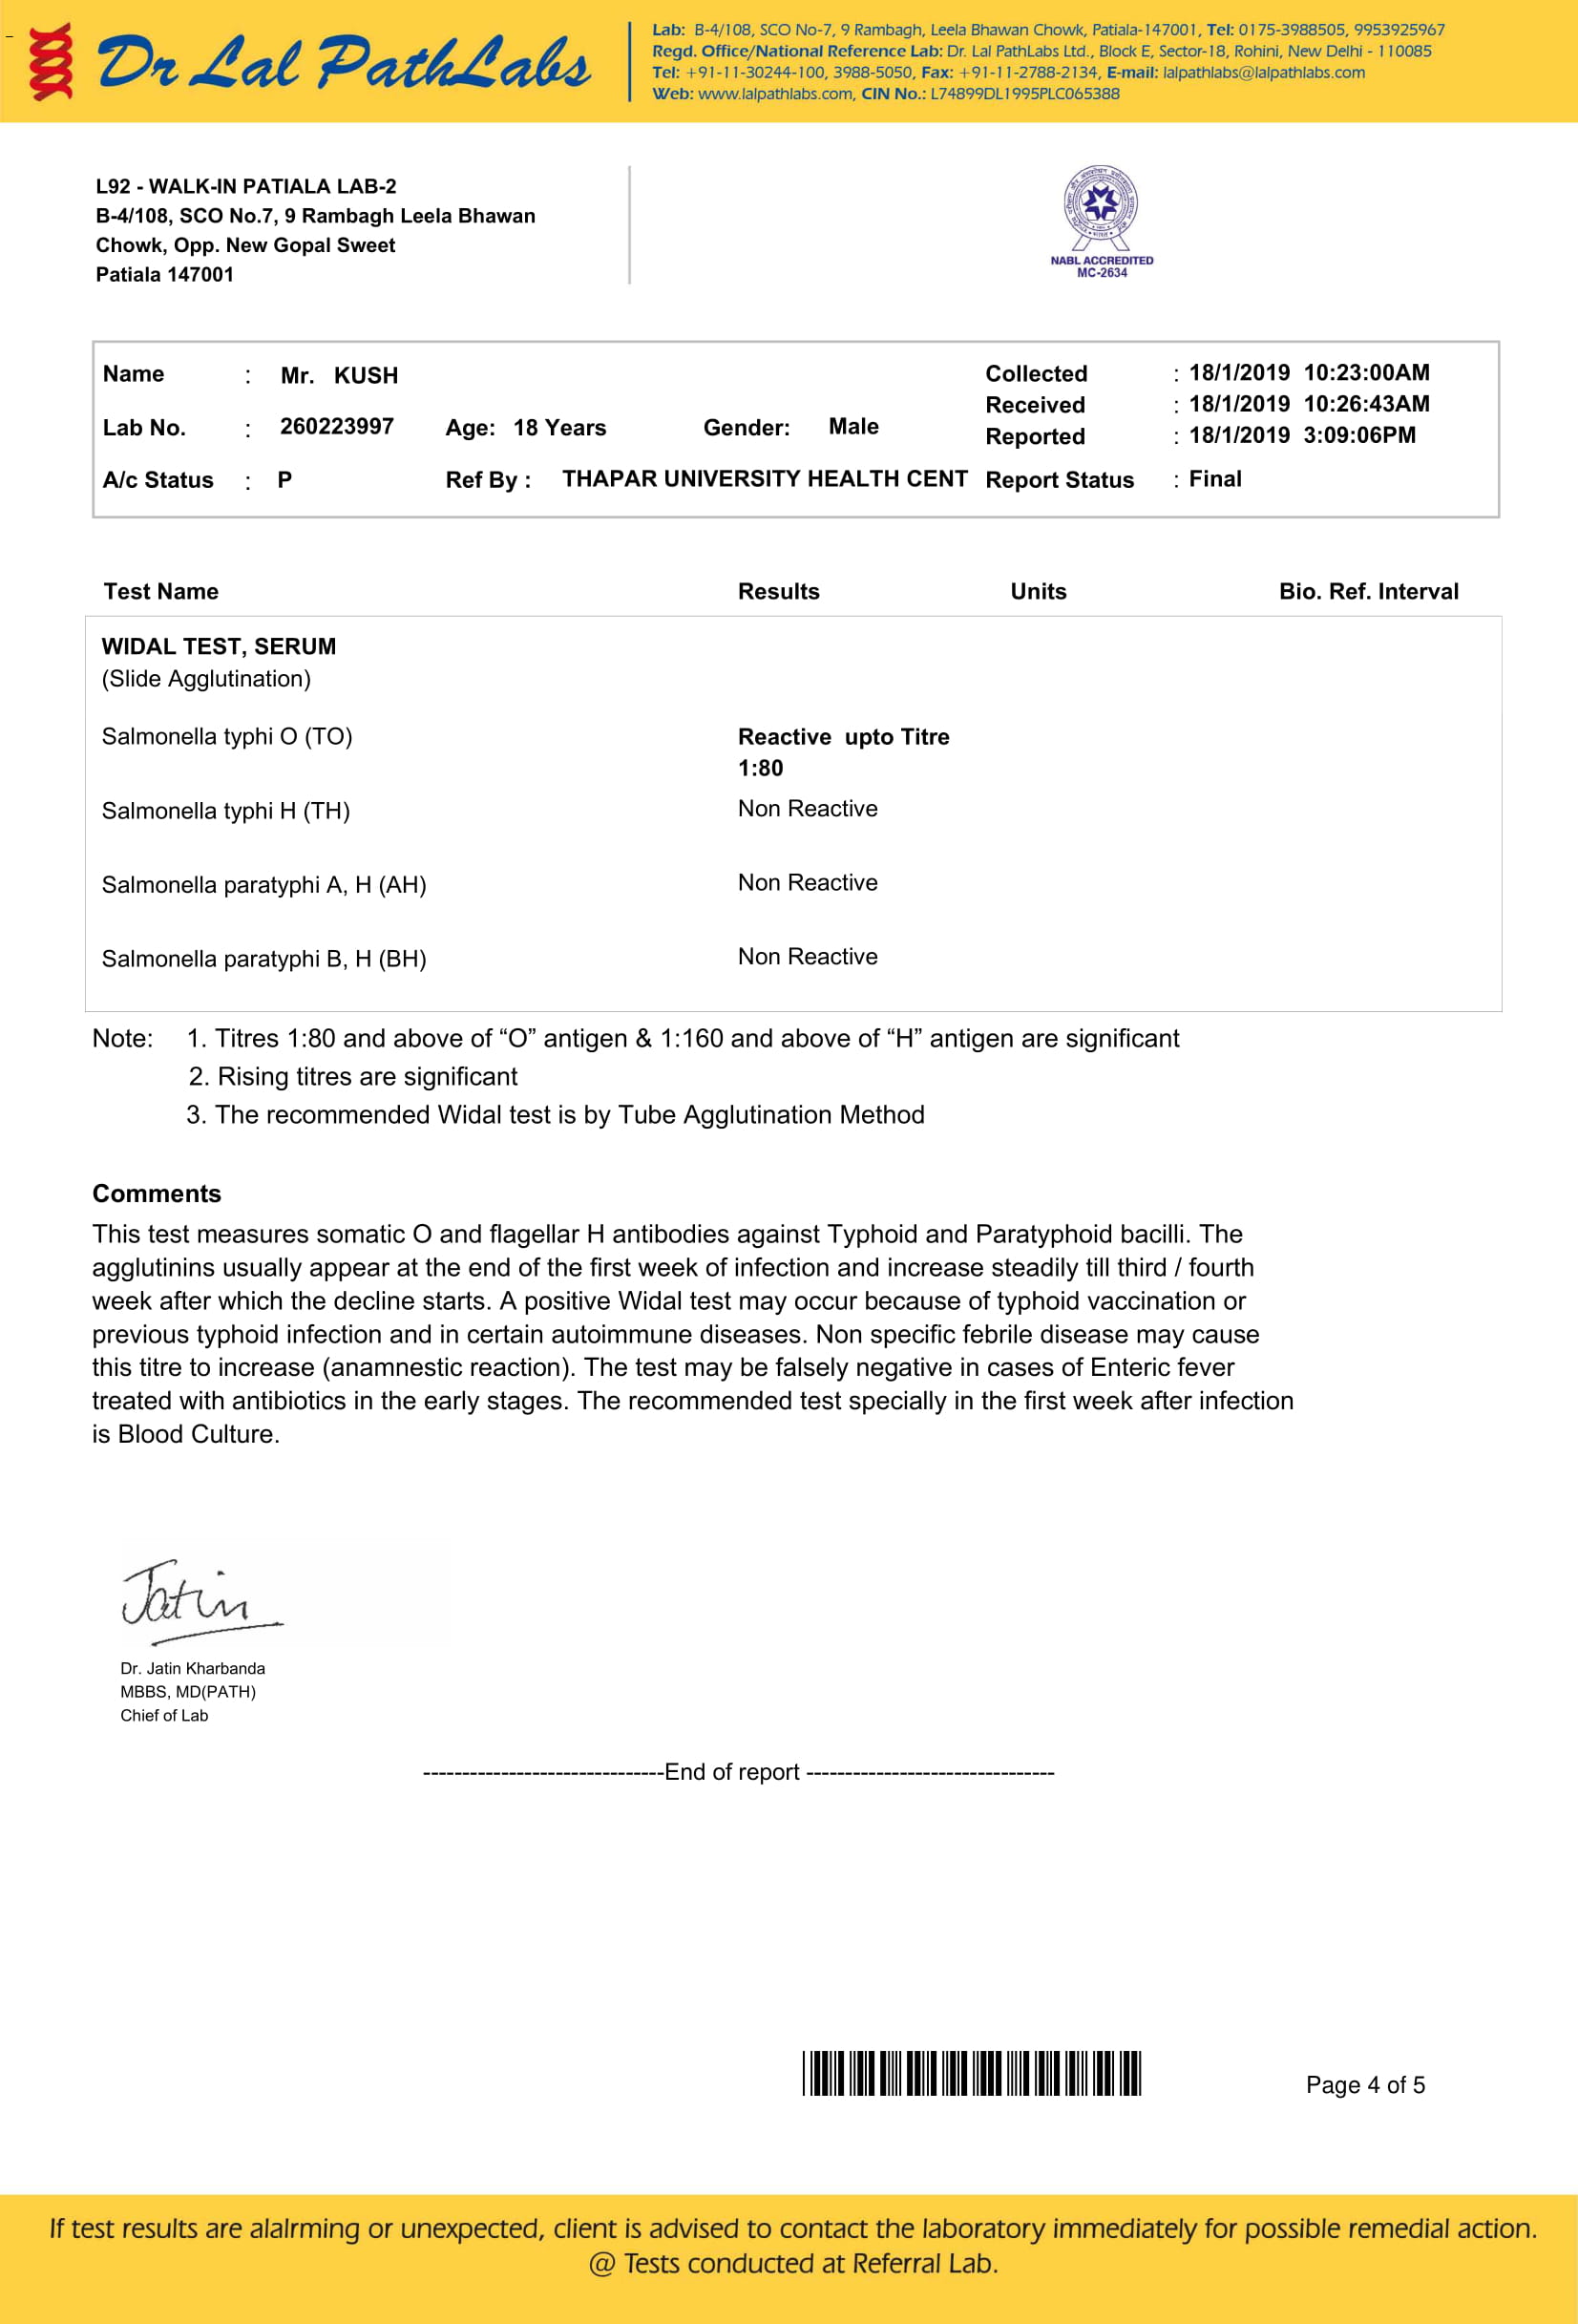 Dr Lal PathLabs
Lab: B-4/108, SCO No-7, 9 Rambagh, Leela Bhawan Chowk, Patiala-147001, Tel: 0175-3988505, 9953925967
Regd. Office/National Reference Lab: Dr. Lal PathLabs Ltd., Block E, Sector-18, Rohini, New Delhi - 110085
Tel: +91-11-30244-100, 3988-5050, Fax: +91-11-2788-2134, E-mail: lalpathlabs@lalpathlabs.com
Web: www.lalpathlabs.com, CIN No.: L74899DL1995PLC065388
L92 - WALK-IN PATIALA LAB-2
B-4/108, SCO No.7, 9 Rambagh Leela Bhawan
Chowk, Opp. New Gopal Sweet
Patiala 147001
NABL ACCREDITED
MC-2634
Name : Mr. KUSH Collected : 18/1/2019 10:23:00AM
Received : 18/1/2019 10:26:43AM
Lab No. : 260223997 Age: 18 Years Gender: Male Reported : 18/1/2019 3:09:06PM
A/c Status : P Ref By : THAPAR UNIVERSITY HEALTH CENT Report Status : Final
Test Name Results Units Bio. Ref. Interval
WIDAL TEST, SERUM
(Slide Agglutination)
Salmonella typhi O (TO) Reactive upto Titre
1:80
Salmonella typhi H (TH) Non Reactive
Salmonella paratyphi A, H (AH) Non Reactive
Salmonella paratyphi B, H (BH) Non Reactive
Note: 1. Titres 1:80 and above of “O” antigen & 1:160 and above of “H” antigen are significant
2. Rising titres are significant
3. The recommended Widal test is by Tube Agglutination Method
Comments
This test measures somatic O and flagellar H antibodies against Typhoid and Paratyphoid bacilli. The
agglutinins usually appear at the end of the first week of infection and increase steadily till third / fourth
week after which the decline starts. A positive Widal test may occur because of typhoid vaccination or
previous typhoid infection and in certain autoimmune diseases. Non specific febrile disease may cause
this titre to increase (anamnestic reaction). The test may be falsely negative in cases of Enteric fever
treated with antibiotics in the early stages. The recommended test specially in the first week after infection
is Blood Culture.
Jatin
Dr. Jatin Kharbanda
MBBS, MD(PATH)
Chief of Lab
-------------------------------End of report --------------------------------
Page 4 of 5
If test results are alalrming or unexpected, client is advised to contact the laboratory immediately for possible remedial action.
@ Tests conducted at Referral Lab.